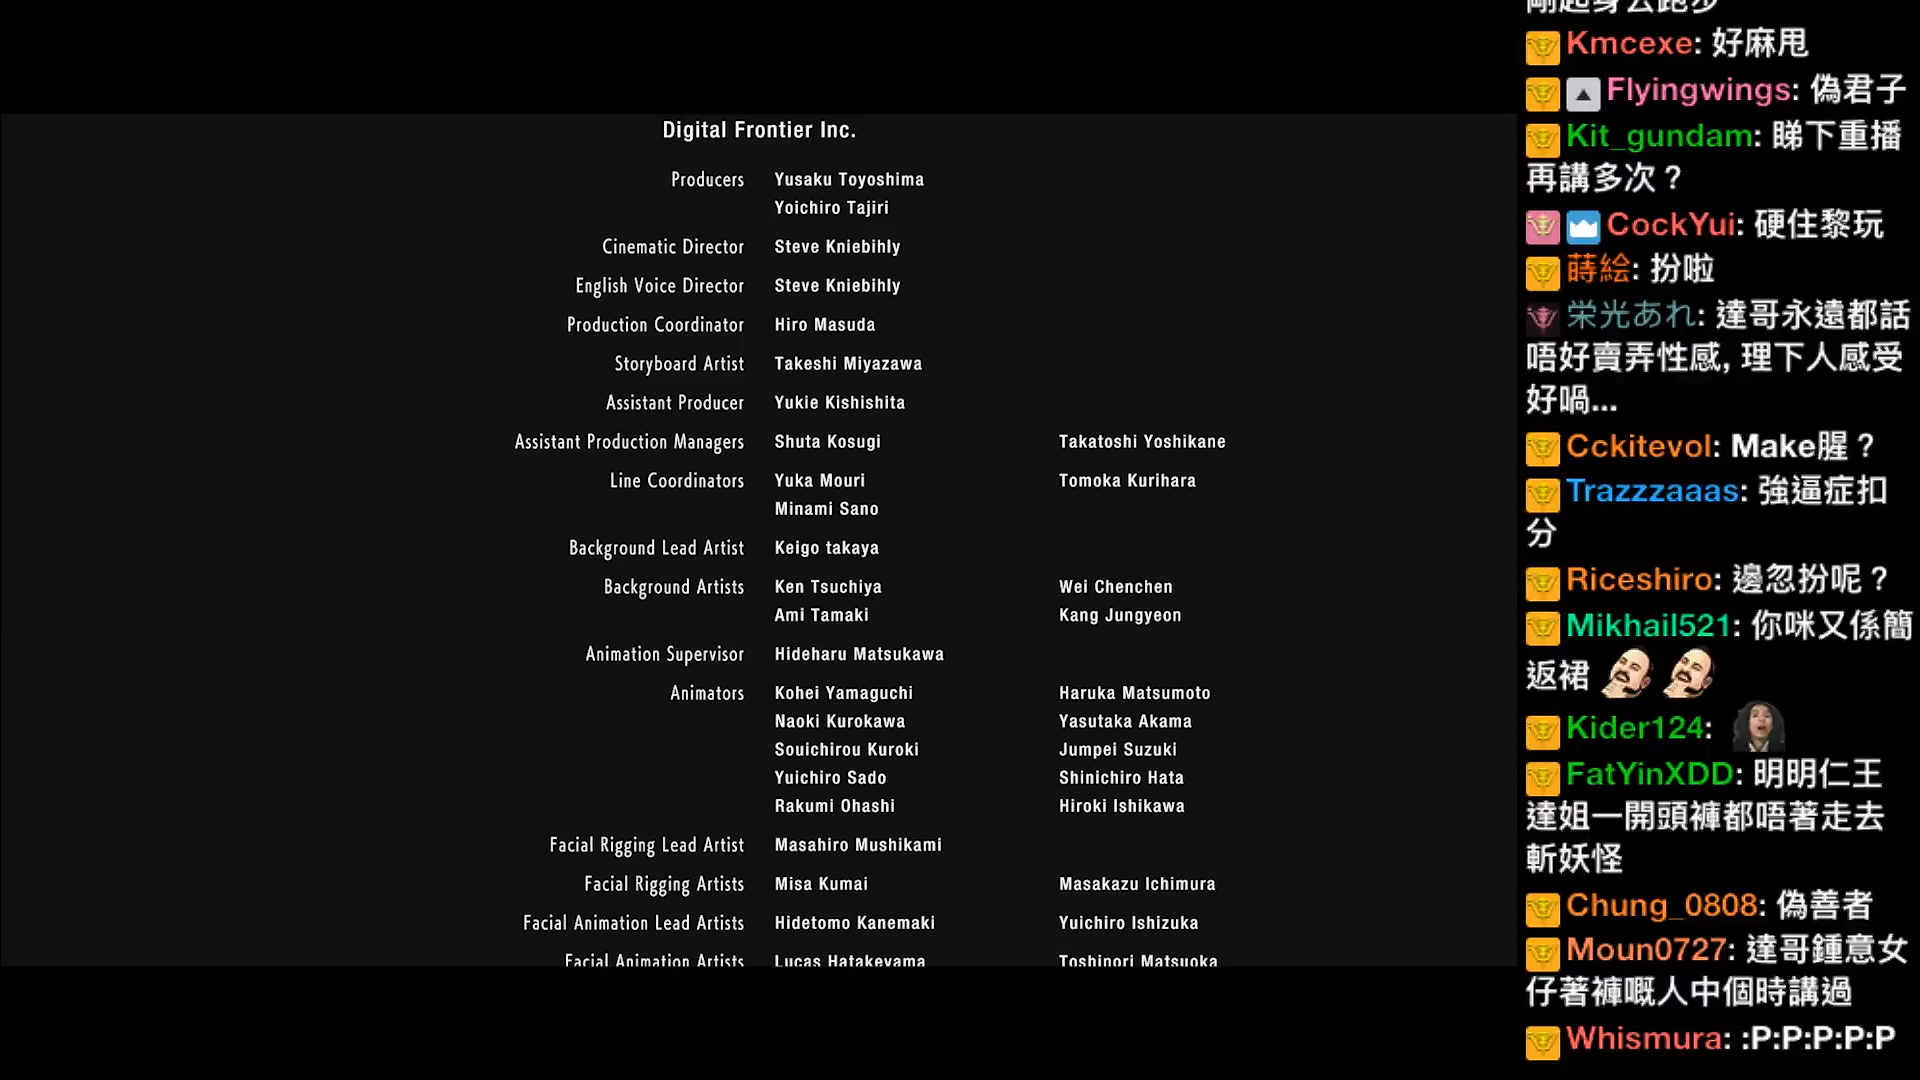 Digital Frontier Inc.
Producers Yusaku Toyoshima
Yoichiro Tajiri
Cinematic Director Steve Kniebihly
English Voice Director Steve Kniebihly
Production Coordinator Hiro Masuda
Storyboard Artist Takeshi Miyazawa
Assistant Producer Yukie Kishishita
Assistant Production Managers Shuta Kosugi Takatoshi Yoshikane
Line Coordinators Yuka Mouri Tomoka Kurihara
Minami Sano
Background Lead Artist Keigo takaya
Background Artists Ken Tsuchiya Wei Chenchen
Ami Tamaki Kang Jungyeon
Animation Supervisor Hideharu Matsukawa
Animators Kohei Yamaguchi Haruka Matsumoto
Naoki Kurokawa Yasutaka Akama
Souichirou Kuroki Jumpei Suzuki
Yuichiro Sado Shinichiro Hata
Rakumi Ohashi Hiroki Ishikawa
Facial Rigging Lead Artist Masahiro Mushikami
Facial Rigging Artists Misa Kumai Masakazu Ichimura
Facial Animation Lead Artists Hidetomo Kanemaki Yuichiro Ishizuka
Facial Animation Artists Lucas Hatakeyama Toshinori Matsuoka
剛起身去跑步
Kmcexe: 好麻甩
Flyingwings: 偽君子
Kit_gundam: 睇下重播
再講多次？
CockYui: 硬住黎玩
蒔絵: 扮啦
栄光あれ: 達哥永遠都話
唔好賣弄性感, 理下人感受
好喎...
Cckitevol: Make腥？
Trazzzaaas: 強逼症扣
分
Riceshiro: 邊忽扮呢？
Mikhail521: 你咪又係簡
返裙
Kider124:
FatYinXDD: 明明仁王
達姐一開頭褲都唔著走去
斬妖怪
Chung_0808: 偽善者
Moun0727: 達哥鍾意女
仔著褲嘅人中個時講過
Whismura: :P:P:P:P:P